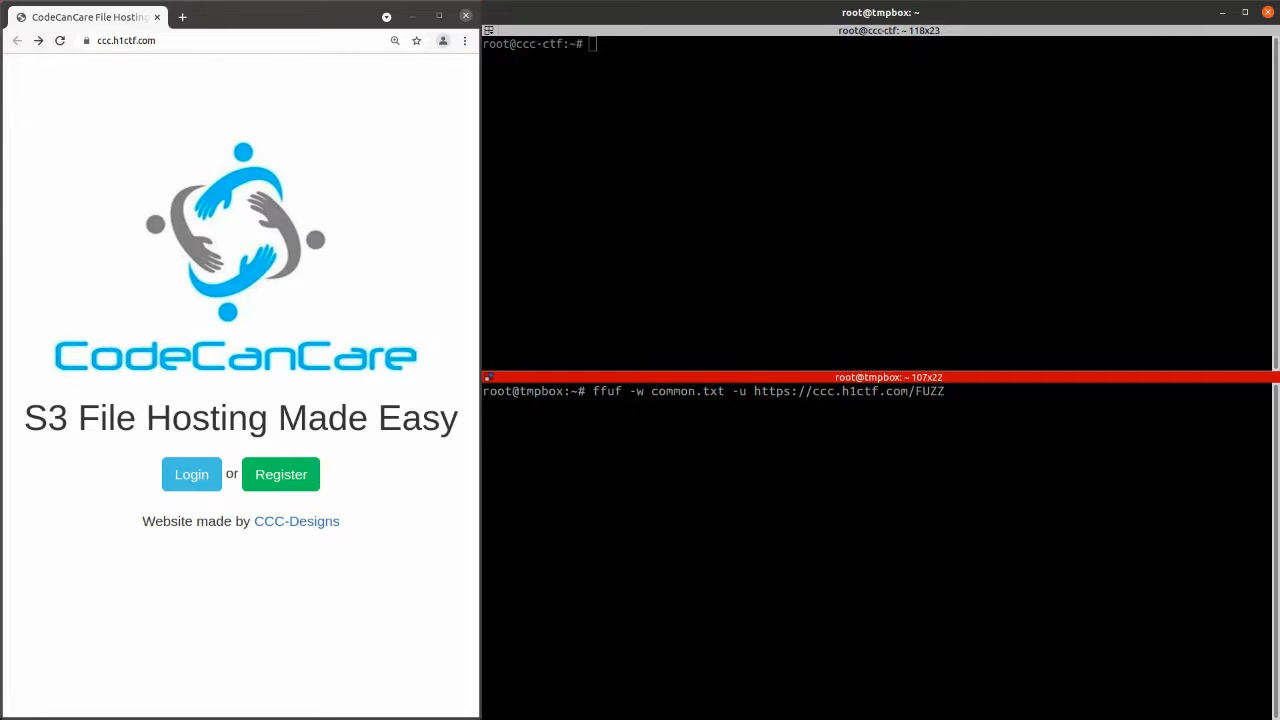 CodeCanCare File Hosting
ccc.h1ctf.com
CodeCanCare
S3 File Hosting Made Easy
Login or Register
Website made by CCC-Designs
root@tmpbox: ~
root@ccc-ctf: ~ 118x23
root@ccc-ctf:~#
root@tmpbox: ~ 107x22
root@tmpbox:~# ffuf -w common.txt -u https://ccc.h1ctf.com/FUZZ